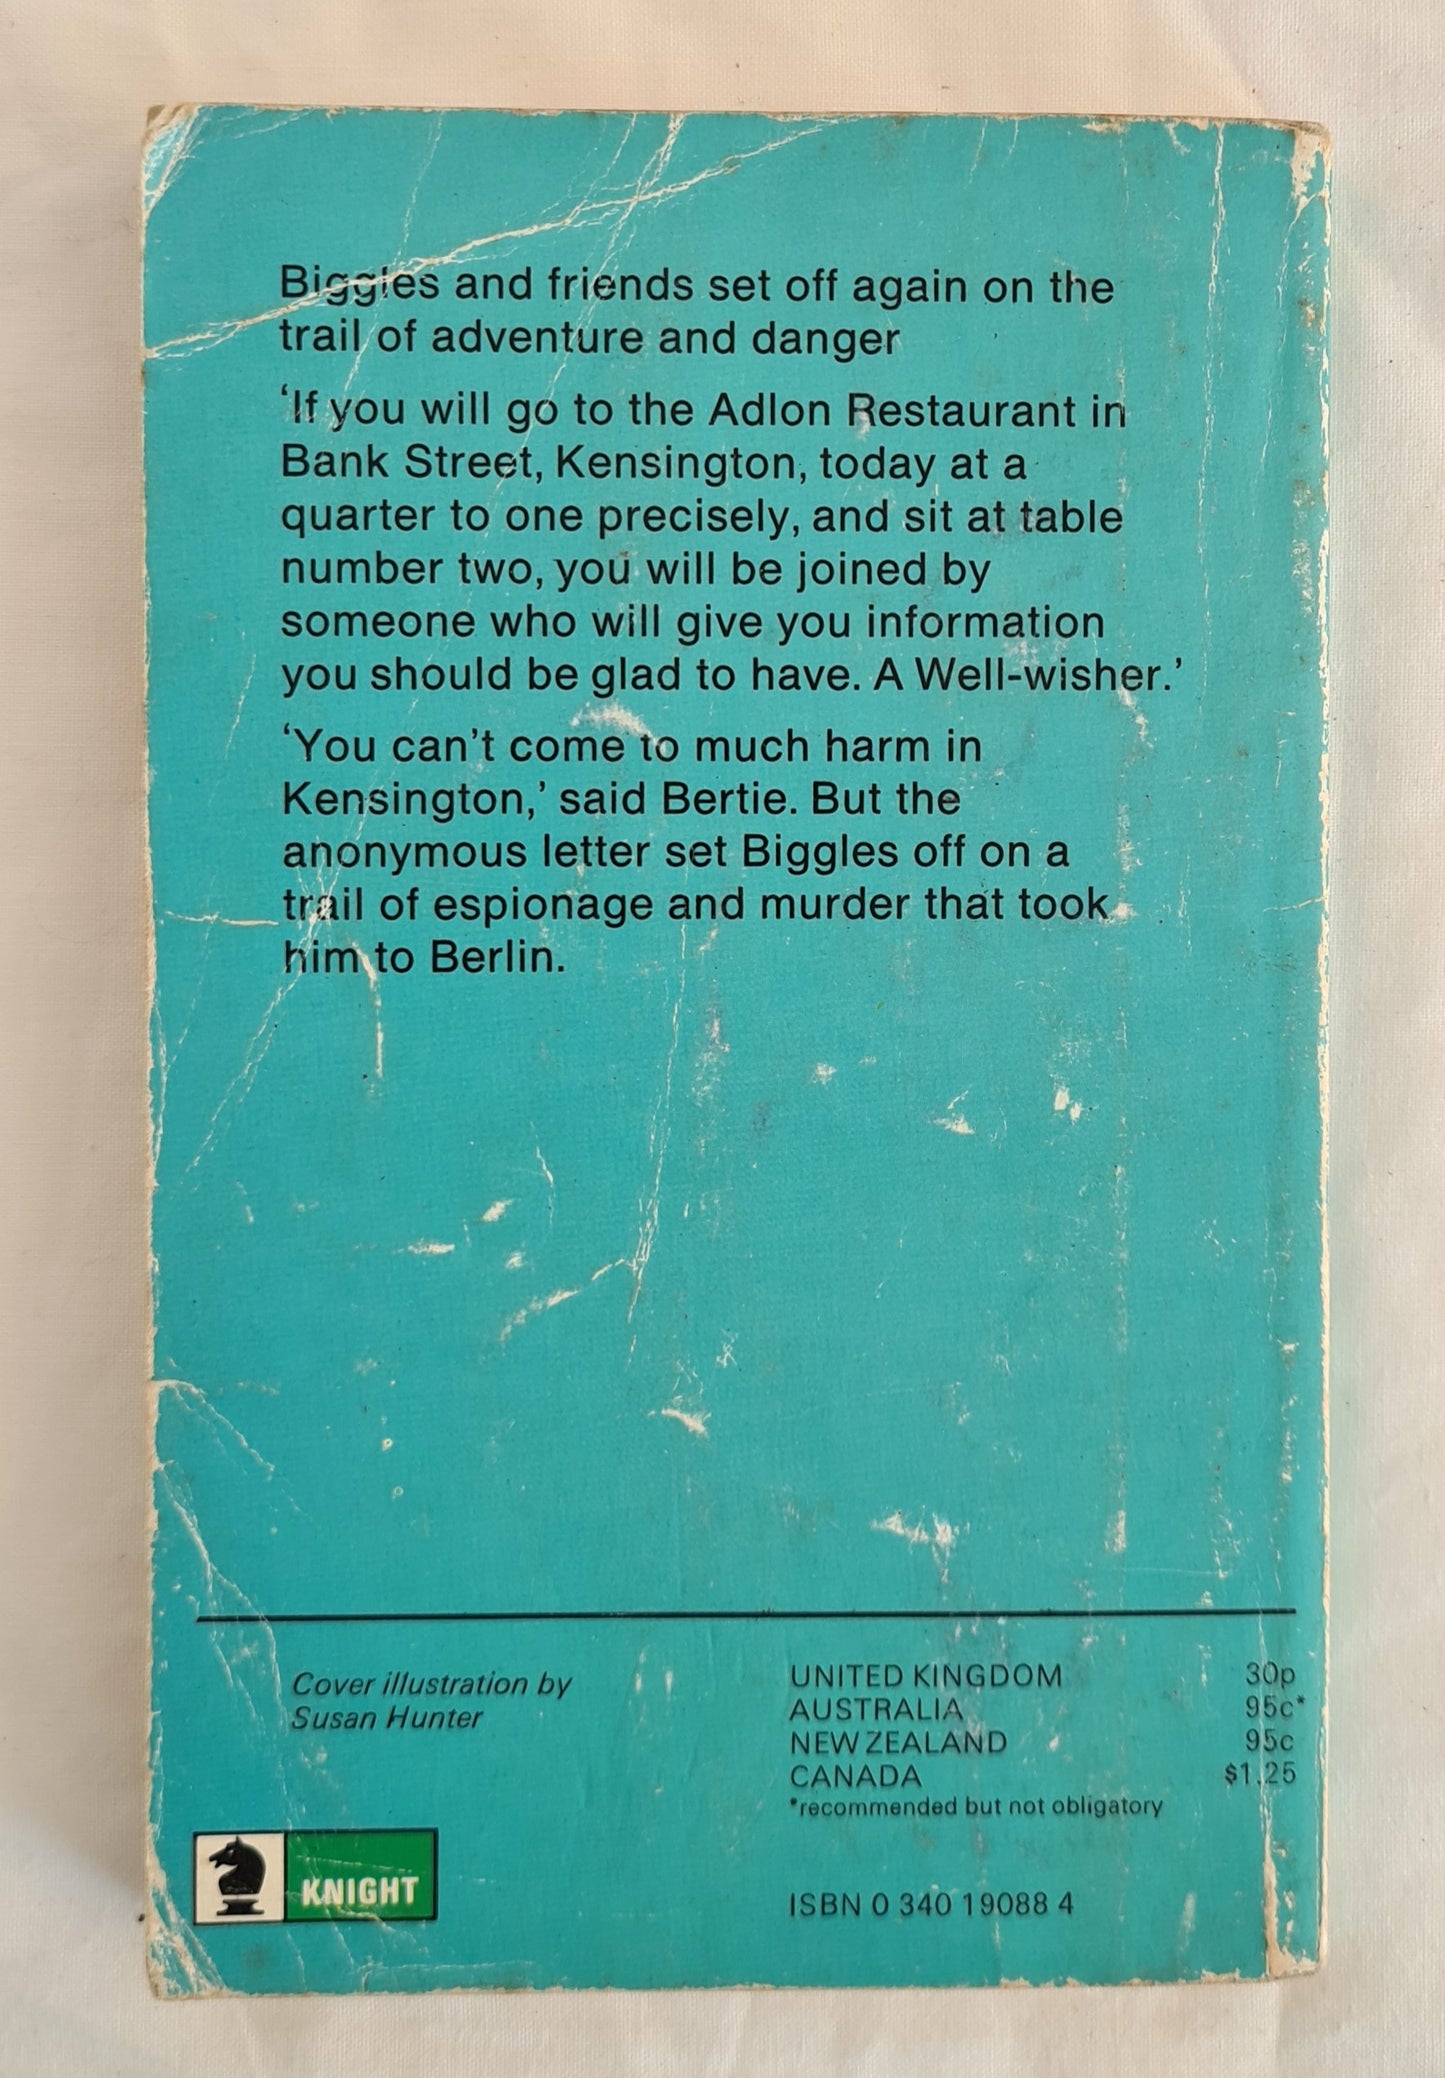 Biggles and friends set off again on the
trail of adventure and danger
‘If you will go to the Adlon Restaurant in
Bank Street, Kensington, today at a
quarter to one precisely, and sit at table
number two, you will be joined by
someone who will give you information
you should be glad to have. A Well-wisher.’
‘You can't come to much harm in
Kensington,’ said Bertie. But the
anonymous letter set Biggles off on a
trail of espionage and murder that took
him to Berlin.
Cover illustration by
Susan Hunter
UNITED KINGDOM 30p
AUSTRALIA 95c*
NEW ZEALAND 95c
CANADA $1.25
*recommended but not obligatory
KNIGHT
ISBN 0 340 19088 4